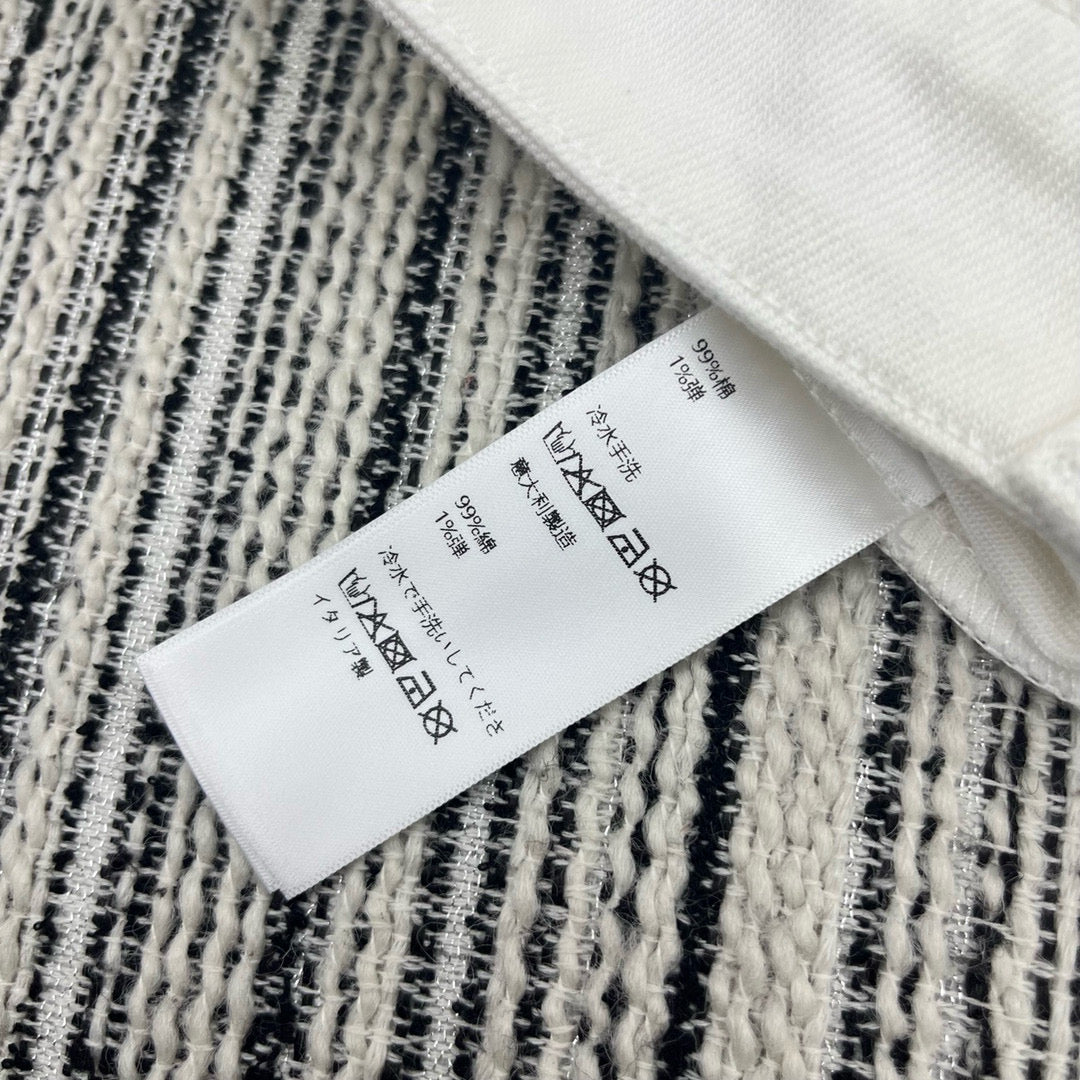 99%棉
1%弹
冷水手洗
意大利製造
99%綿
1%弹
冷水で手洗いしてくださ
イタリア製